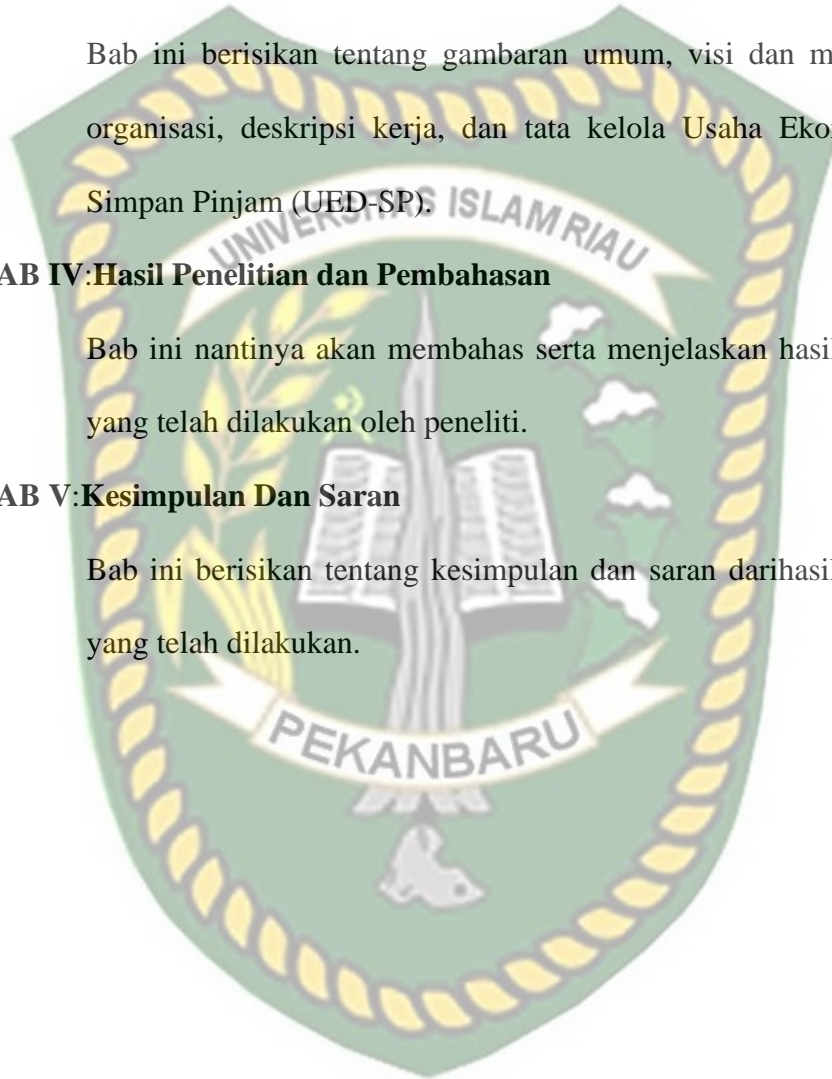 Bab ini berisikan tentang gambaran umum, visi dan m
organisasi, deskripsi kerja, dan tata kelola Usaha Eko
Simpan Pinjam (UED-SP).
UNIVERSITAS ISLAM RIAU
AB IV:Hasil Penelitian dan Pembahasan
Bab ini nantinya akan membahas serta menjelaskan hasil
yang telah dilakukan oleh peneliti.
AB V:Kesimpulan Dan Saran
Bab ini berisikan tentang kesimpulan dan saran darihasil
yang telah dilakukan.
PEKANBARU